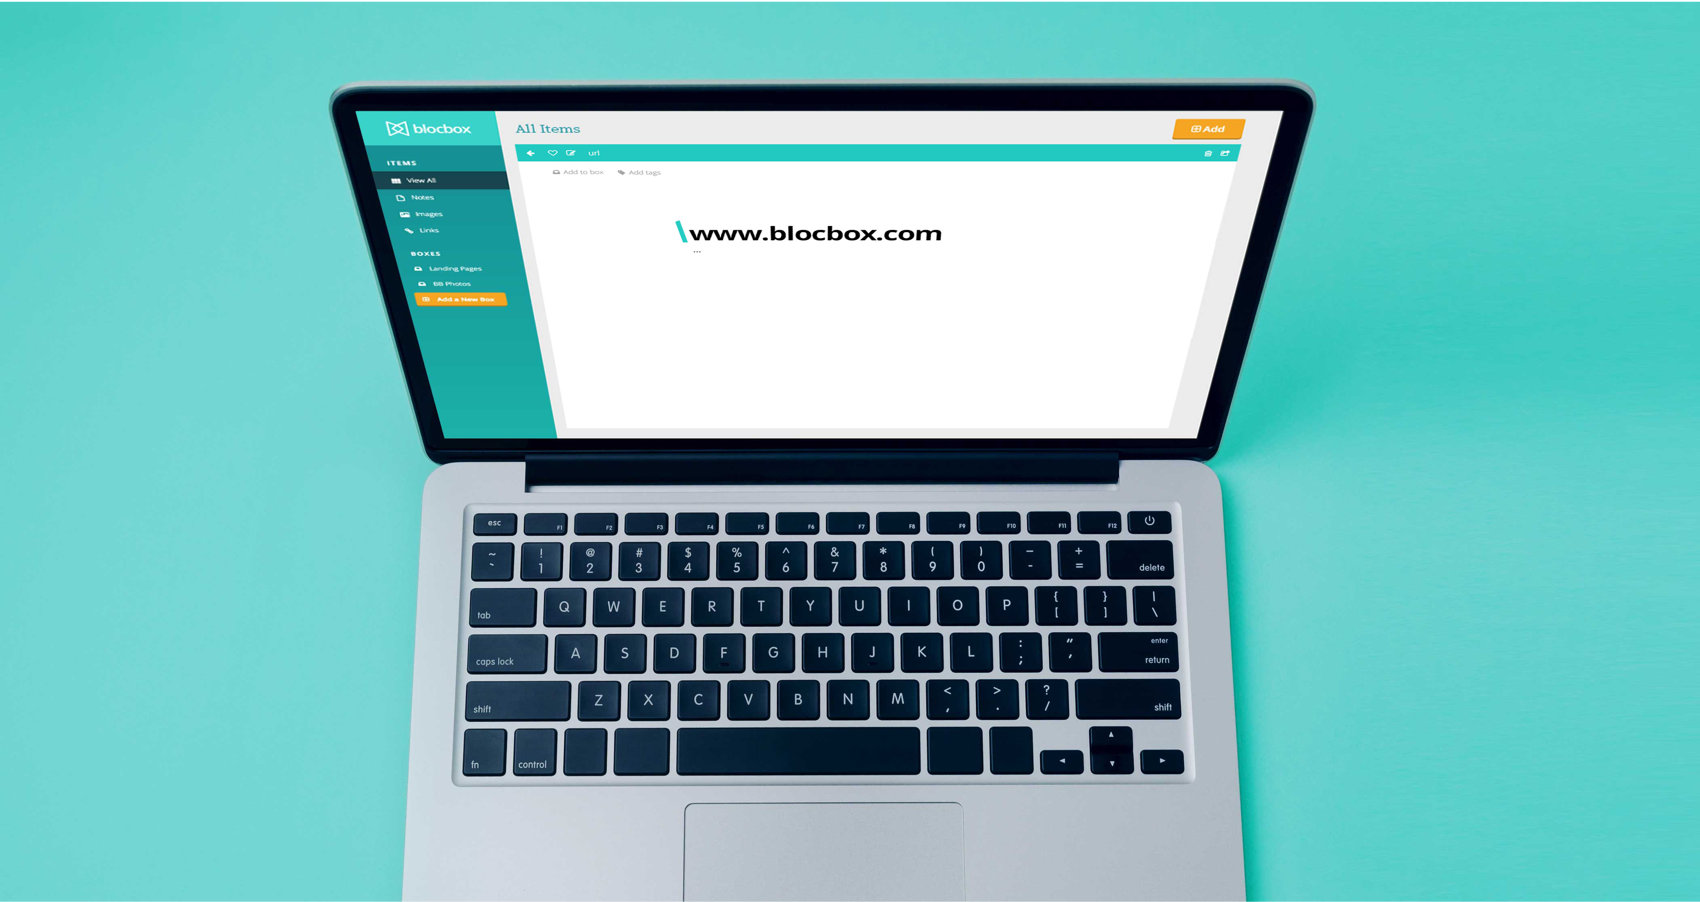 blocbox
All Items
Add
url
ITEMS
View All
Notes
Images
Links
BOXES
Landing Pages
BB Photos
Add a New Box
Add to box
Add tags
\www.blocbox.com
...
esc F1 F2 F3 F4 F5 F6 F7 F8 F9 F10 F11 F12
~ ! @ # $ % ^ & * ( ) – +
` 1 2 3 4 5 6 7 8 9 0 - = delete
tab Q W E R T Y U I O P { [ } ] | \
caps lock A S D F G H J K L : ; “ ‘ enter return
shift Z X C V B N M < , > . ? / shift
fn control